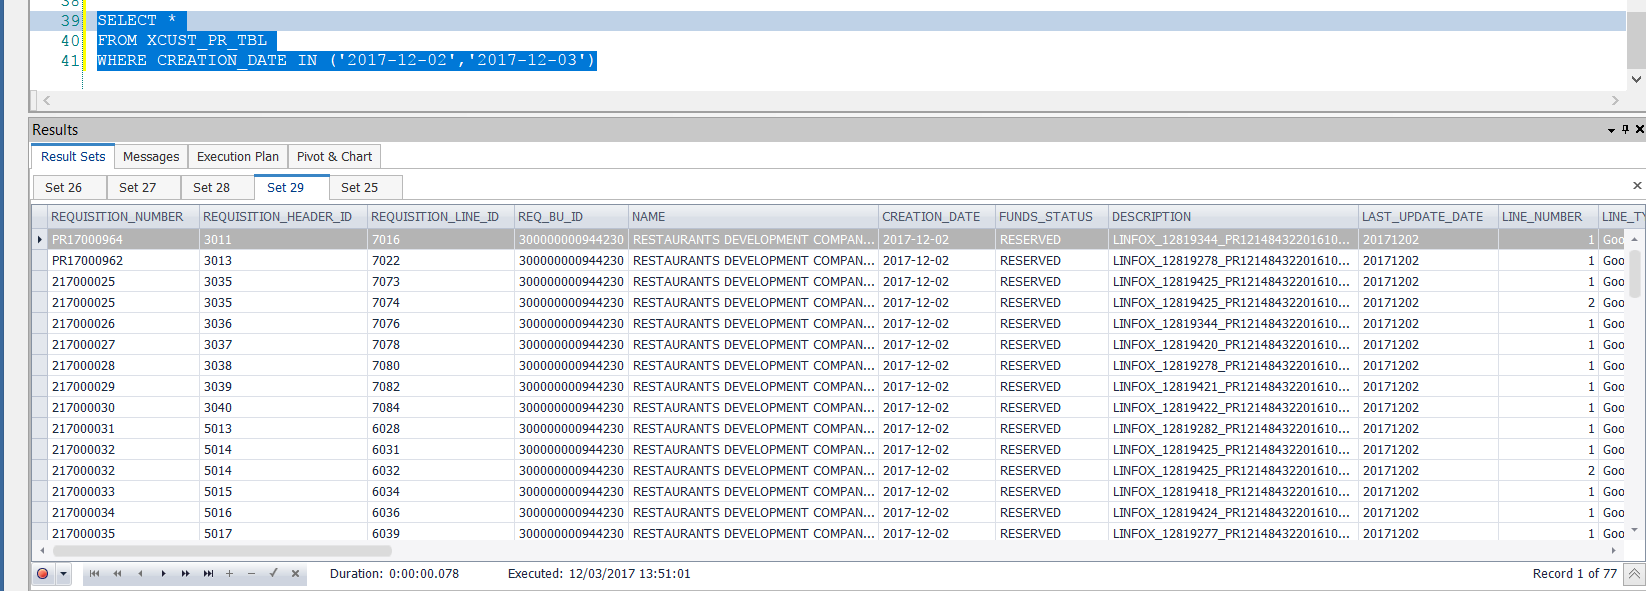 38
39 SELECT *
40 FROM XCUST_PR_TBL
41 WHERE CREATION_DATE IN ('2017-12-02','2017-12-03')
Results
Result Sets Messages Execution Plan Pivot & Chart
Set 26 Set 27 Set 28 Set 29 Set 25
REQUISITION_NUMBER REQUISITION_HEADER_ID REQUISITION_LINE_ID REQ_BU_ID NAME CREATION_DATE FUNDS_STATUS DESCRIPTION LAST_UPDATE_DATE LINE_NUMBER LINE_TY
PR17000964 3011 7016 300000000944230 RESTAURANTS DEVELOPMENT COMPAN... 2017-12-02 RESERVED LINFOX_12819344_PR12148432201610... 20171202 1 Goo
PR17000962 3013 7022 300000000944230 RESTAURANTS DEVELOPMENT COMPAN... 2017-12-02 RESERVED LINFOX_12819278_PR12148432201610... 20171202 1 Goo
217000025 3035 7073 300000000944230 RESTAURANTS DEVELOPMENT COMPAN... 2017-12-02 RESERVED LINFOX_12819425_PR12148432201610... 20171202 1 Goo
217000025 3035 7074 300000000944230 RESTAURANTS DEVELOPMENT COMPAN... 2017-12-02 RESERVED LINFOX_12819425_PR12148432201610... 20171202 2 Goo
217000026 3036 7076 300000000944230 RESTAURANTS DEVELOPMENT COMPAN... 2017-12-02 RESERVED LINFOX_12819344_PR12148432201610... 20171202 1 Goo
217000027 3037 7078 300000000944230 RESTAURANTS DEVELOPMENT COMPAN... 2017-12-02 RESERVED LINFOX_12819420_PR12148432201610... 20171202 1 Goo
217000028 3038 7080 300000000944230 RESTAURANTS DEVELOPMENT COMPAN... 2017-12-02 RESERVED LINFOX_12819278_PR12148432201610... 20171202 1 Goo
217000029 3039 7082 300000000944230 RESTAURANTS DEVELOPMENT COMPAN... 2017-12-02 RESERVED LINFOX_12819421_PR12148432201610... 20171202 1 Goo
217000030 3040 7084 300000000944230 RESTAURANTS DEVELOPMENT COMPAN... 2017-12-02 RESERVED LINFOX_12819422_PR12148432201610... 20171202 1 Goo
217000031 5013 6028 300000000944230 RESTAURANTS DEVELOPMENT COMPAN... 2017-12-02 RESERVED LINFOX_12819282_PR12148432201610... 20171202 1 Goo
217000032 5014 6031 300000000944230 RESTAURANTS DEVELOPMENT COMPAN... 2017-12-02 RESERVED LINFOX_12819425_PR12148432201610... 20171202 1 Goo
217000032 5014 6032 300000000944230 RESTAURANTS DEVELOPMENT COMPAN... 2017-12-02 RESERVED LINFOX_12819425_PR12148432201610... 20171202 2 Goo
217000033 5015 6034 300000000944230 RESTAURANTS DEVELOPMENT COMPAN... 2017-12-02 RESERVED LINFOX_12819418_PR12148432201610... 20171202 1 Goo
217000034 5016 6036 300000000944230 RESTAURANTS DEVELOPMENT COMPAN... 2017-12-02 RESERVED LINFOX_12819424_PR12148432201610... 20171202 1 Goo
217000035 5017 6039 300000000944230 RESTAURANTS DEVELOPMENT COMPAN... 2017-12-02 RESERVED LINFOX_12819277_PR12148432201610... 20171202 1 Goo
Duration: 0:00:00.078 Executed: 12/03/2017 13:51:01 Record 1 of 77